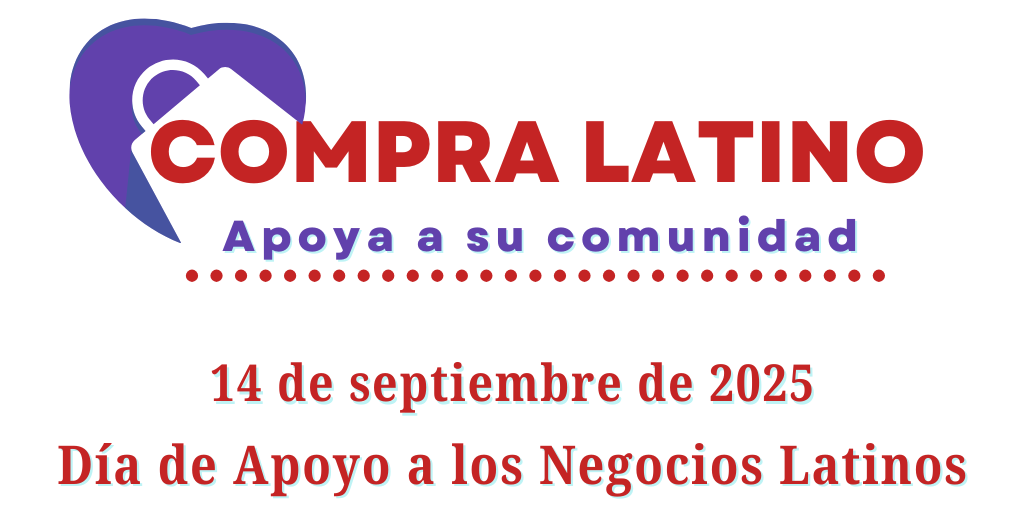 COMPRA LATINO
Apoya a su comunidad
14 de septiembre de 2025
Día de Apoyo a los Negocios Latinos